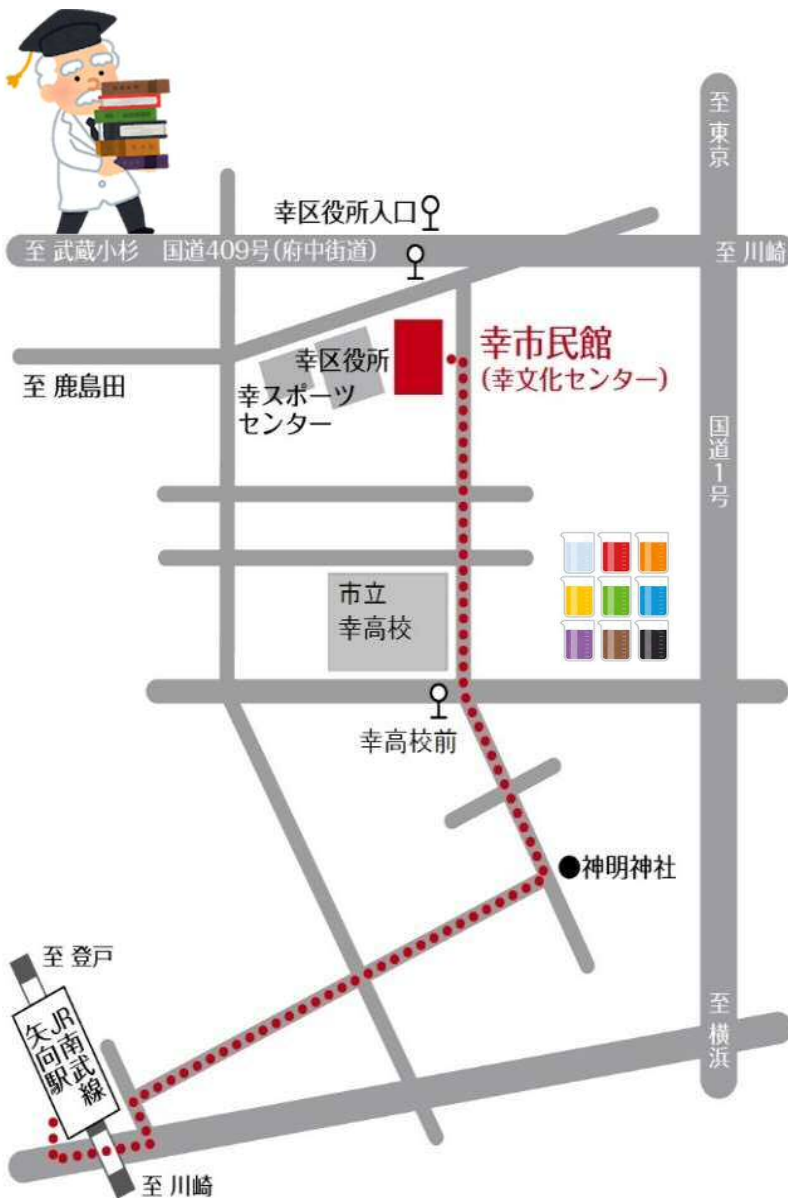 至 東京
幸区役所入口
至 武蔵小杉 国道409号(府中街道)
至 川崎
幸市民館
(幸文化センター)
幸区役所
幸スポーツ
センター
至 鹿島田
国道1号
市立
幸高校
幸高校前
神明神社
至 登戸
JR南武線
矢向駅
至 横浜
至 川崎